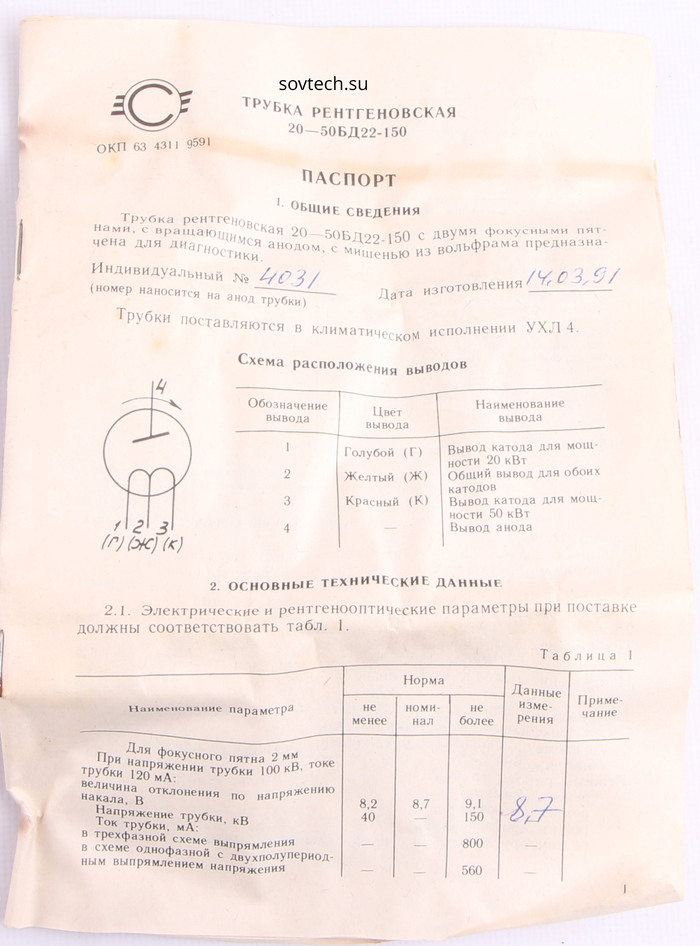 sovtech.su
ТРУБКА РЕНТГЕНОВСКАЯ
20—50БД22-150
ОКП 63 4311 9591
ПАСПОРТ
1. ОБЩИЕ СВЕДЕНИЯ
Трубка рентгеновская 20—50БД22-150 с двумя фокусными пят-
нами, с вращающимся анодом, с мишенью из вольфрама предназна-
чена для диагностики.
Индивидуальный № 4031
(номер наносится на анод трубки)
Дата изготовления 14,03,91
Трубки поставляются в климатическом исполнении УХЛ 4.
Схема расположения выводов
4
1 2 3
(Г) (Ж) (К)
Обозначение вывода Цвет вывода Наименование вывода
1 Голубой (Г) Вывод катода для мощ-
ности 20 кВт
2 Желтый (Ж) Общий вывод для обоих
катодов
3 Красный (К) Вывод катода для мощ-
ности 50 кВт
4 — Вывод анода
2. ОСНОВНЫЕ ТЕХНИЧЕСКИЕ ДАННЫЕ
2.1. Электрические и рентгенооптические параметры при поставке
должны соответствовать табл. 1.
Таблица 1
Наименование параметра
Норма
не менее
номи-
нал
не более
Данные
изме-
рения
Приме-
чание
Для фокусного пятна 2 мм
При напряжении трубки 100 кВ, токе
трубки 120 мА:
величина отклонения по напряжению
накала, В 8,2 8,7 9,1 8,7
Напряжение трубки, кВ 40 — 150
Ток трубки, мА:
в трехфазной схеме выпрямления — 800 —
в схеме однофазной с двухполупериод-
ным выпрямлением напряжения — — 560 —
1